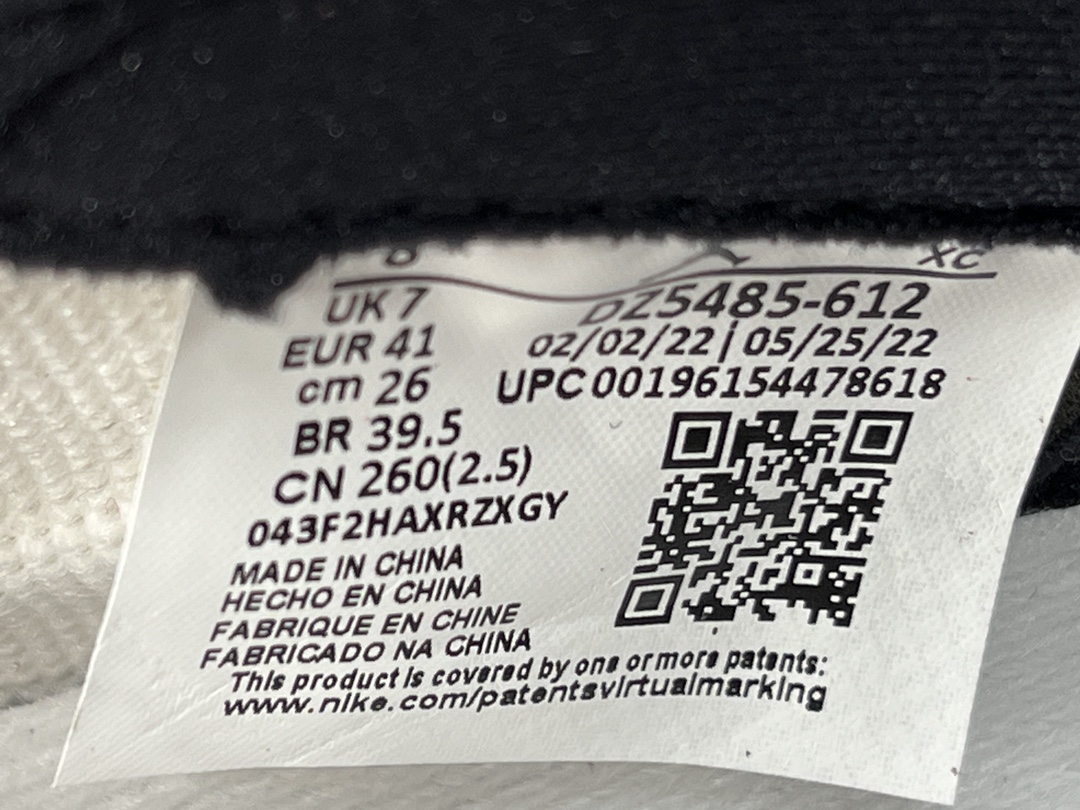 XC
UK 7
DZ5485-612
EUR 41
02/02/22 | 05/25/22
cm 26
UPC 00196154478618
BR 39.5
CN 260(2.5)
043F2HAXRZXGY
MADE IN CHINA
HECHO EN CHINA
FABRIQUE EN CHINE
FABRICADO NA CHINA
This product is covered by one or more patents:
www.nike.com/patentsvirtualmarking